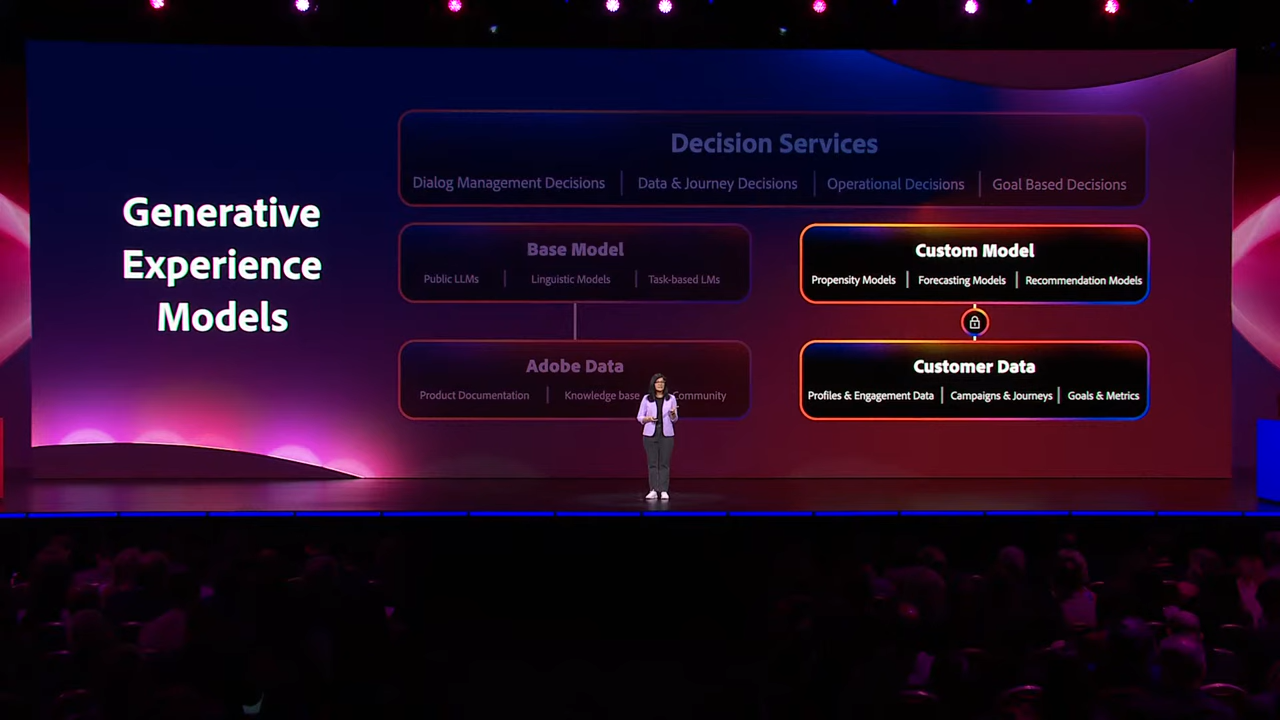 Generative
Experience
Models
Decision Services
Dialog Management Decisions | Data & Journey Decisions | Operational Decisions | Goal Based Decisions
Base Model
Public LLMs | Linguistic Models | Task-based LMs
Custom Model
Propensity Models | Forecasting Models | Recommendation Models
Adobe Data
Product Documentation | Knowledge base Community
Customer Data
Profiles & Engagement Data | Campaigns & Journeys | Goals & Metrics